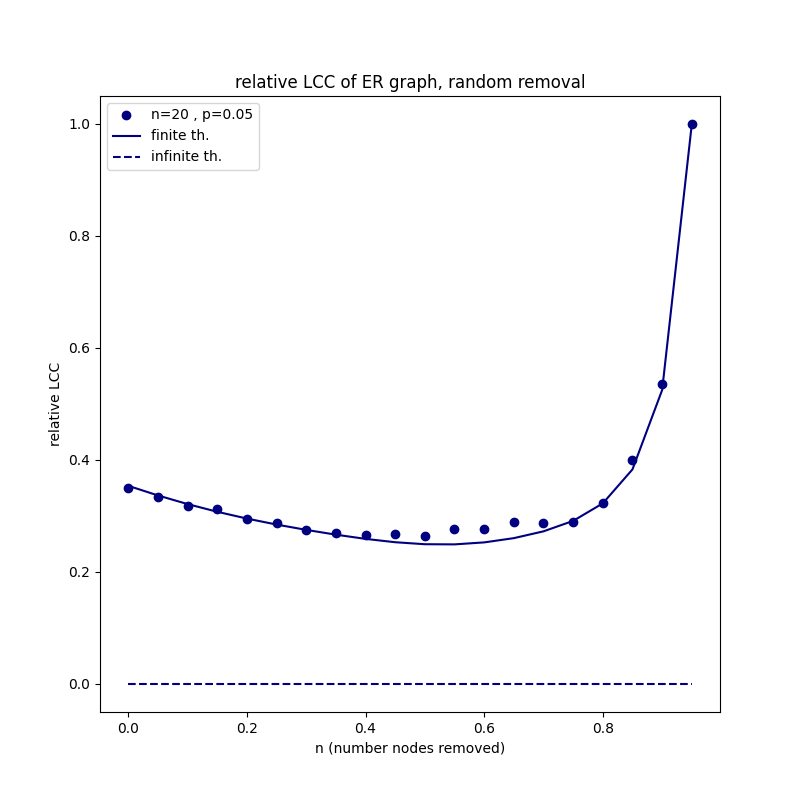 relative LCC of ER graph, random removal
n=20 , p=0.05
finite th.
infinite th.
relative LCC
1.0
0.8
0.6
0.4
0.2
0.0
0.0 0.2 0.4 0.6 0.8
n (number nodes removed)